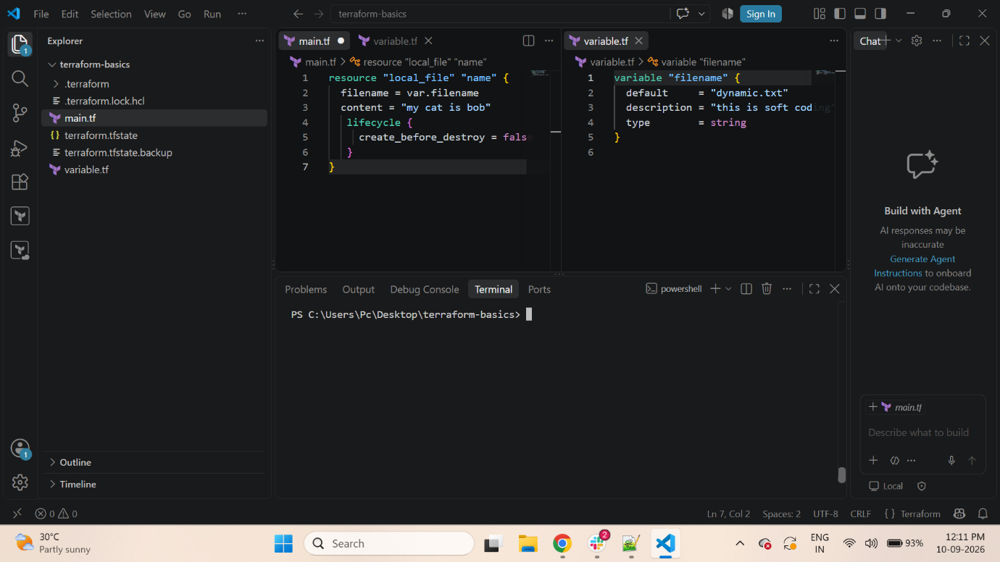 File Edit Selection View Go Run ···
terraform-basics
Sign In
Explorer
terraform-basics
.terraform
.terraform.lock.hcl
main.tf
terraform.tfstate
terraform.tfstate.backup
variable.tf
Outline
Timeline
1
1
main.tf variable.tf
main.tf > resource "local_file" "name"
1 resource "local_file" "name" {
2 filename = var.filename
3 content = "my cat is bob"
4 lifecycle {
5 create_before_destroy = fals
6 }
7 }
variable.tf
variable.tf > variable "filename"
1 variable "filename" {
2 default     = "dynamic.txt"
3 description = "this is soft coding"
4 type        = string
5 }
6
Problems Output Debug Console Terminal Ports
powershell
PS C:\Users\Pc\Desktop\terraform-basics>
Chat
Build with Agent
AI responses may be
inaccurate
Generate Agent
Instructions to onboard
AI onto your codebase.
main.tf
Describe what to build
Local
0 0
Ln 7, Col 2 Spaces: 2 UTF-8 CRLF {} Terraform
30°C
Partly sunny
Search
2
ENG
IN
93%
12:11 PM
10-09-2026